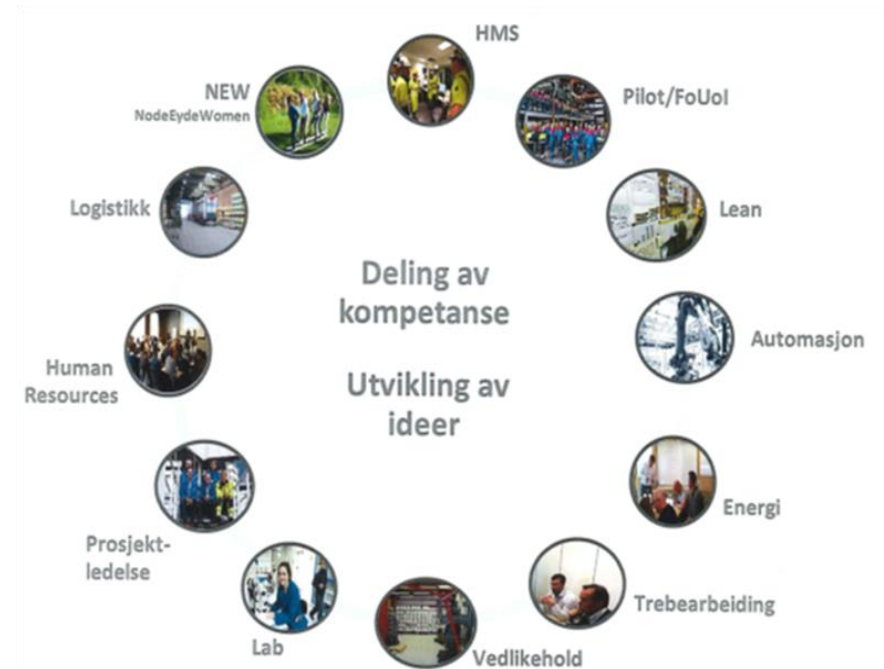 HMS
Pilot/FoUoI
Lean
Automasjon
Energi
Trebearbeiding
Vedlikehold
Lab
Prosjekt-
ledelse
Human
Resources
Logistikk
NEW
NodeEydeWomen
Deling av
kompetanse
Utvikling av
ideer